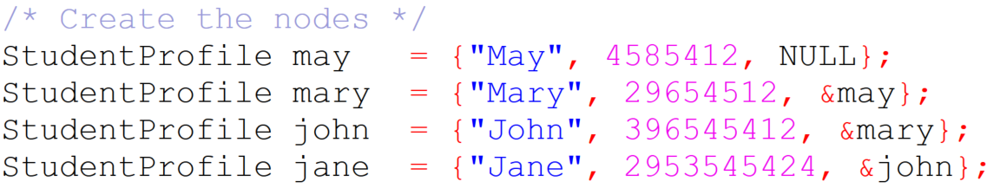 /* Create the nodes */
StudentProfile may   = {"May", 4585412, NULL};
StudentProfile mary  = {"Mary", 29654512, &may};
StudentProfile john  = {"John", 396545412, &mary};
StudentProfile jane  = {"Jane", 2953545424, &john};